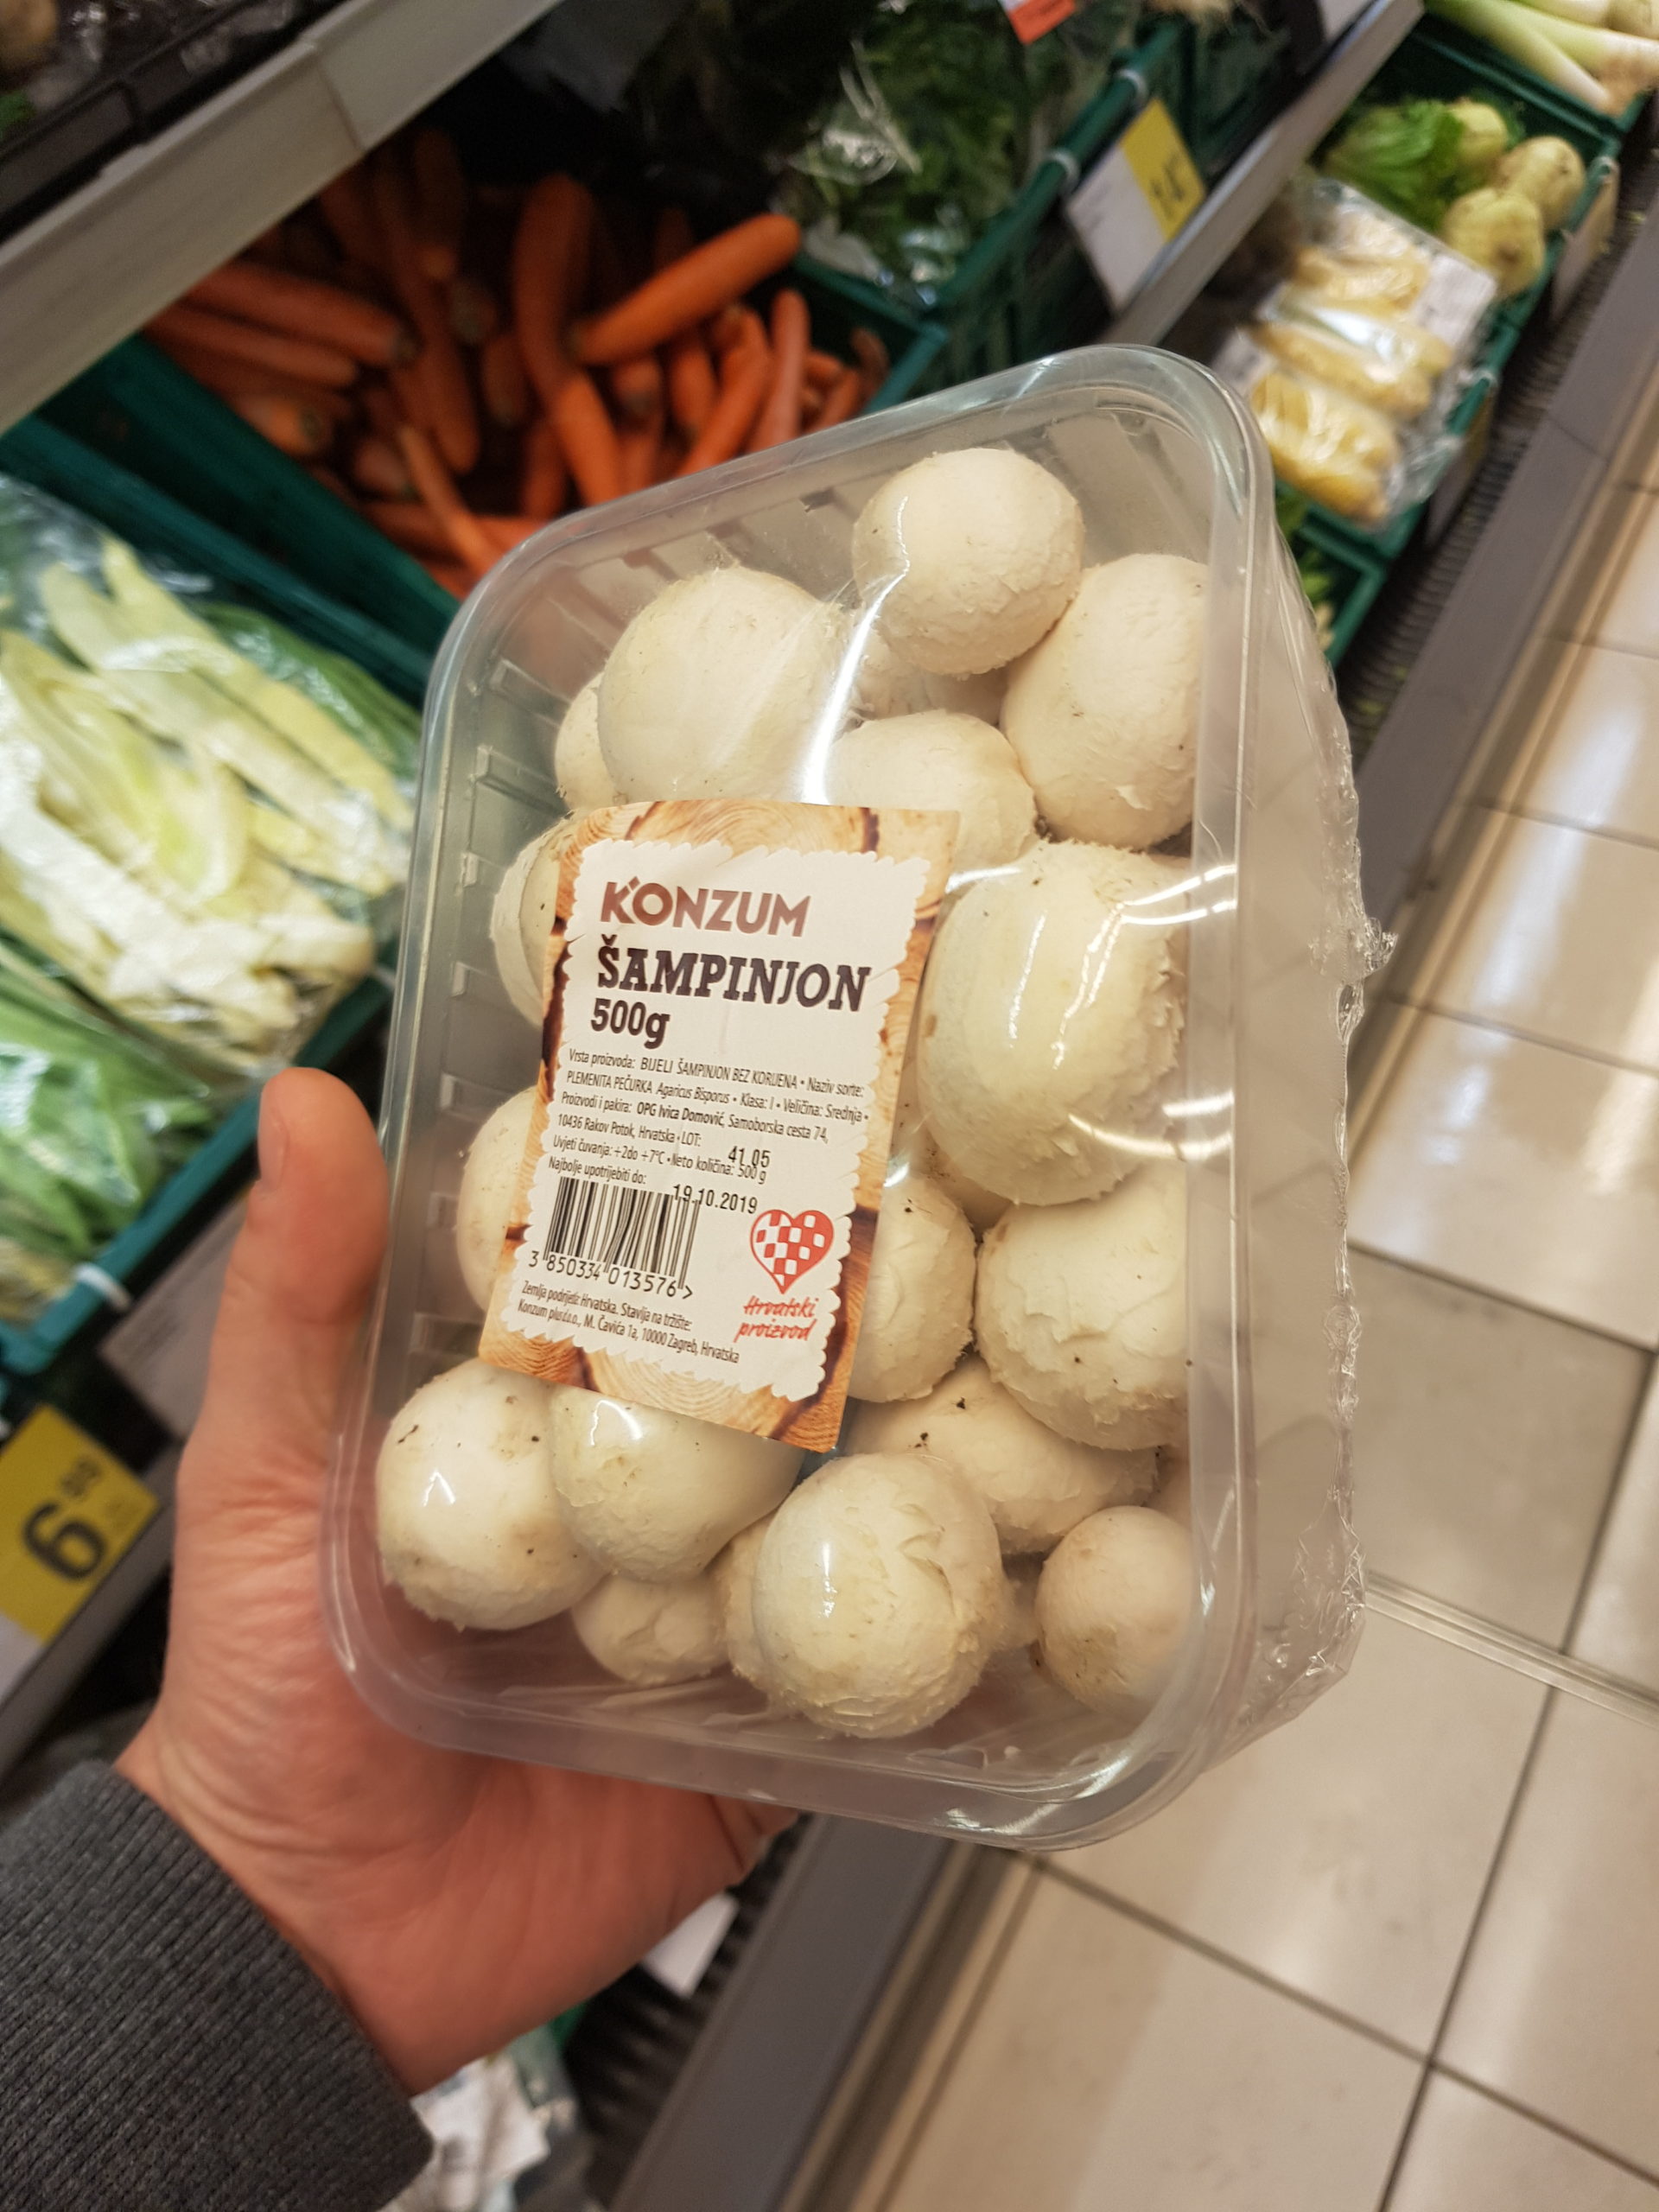 KONZUM
ŠAMPINJON
500g
Vrsta proizvoda: BIJELI ŠAMPINJON BEZ KORIJENA • Naziv sorte:
PLEMENITA PEČURKA Agaricus Bisporus • Klasa: I • Veličina: Srednja •
Proizvodi i pakira: OPG Ivica Domović, Samoborska cesta 74,
10436 Rakov Potok, Hrvatska • LOT: 41 05
Uvjeti čuvanja: +2do +7°C • Neto količina: 500 g
Najbolje upotrijebiti do: 19.10.2019
3 850334 013576 >
Zemlja podrijetla: Hrvatska. Stavlja na tržište:
Konzum plus d.o.o., M. Čavića 1a, 10000 Zagreb, Hrvatska
Hrvatski
proizvod
6